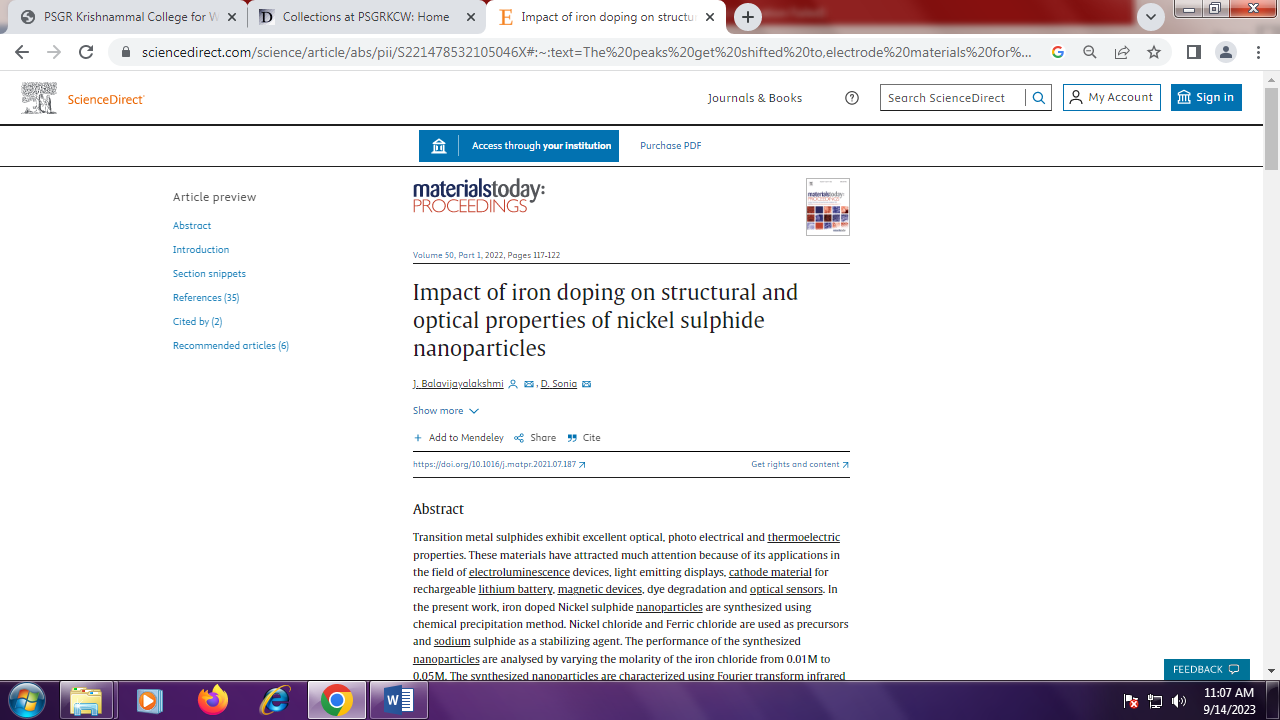 PSGR Krishnammal College for W
Collections at PSGRKCW: Home
Impact of iron doping on structu
sciencedirect.com/science/article/abs/pii/S221478532105046X#:~:text=The%20peaks%20get%20shifted%20to,electrode%20materials%20for%...
ScienceDirect
Journals & Books
Search ScienceDirect
My Account
Sign in
Access through your institution
Purchase PDF
Article preview
Abstract
Introduction
Section snippets
References (35)
Cited by (2)
Recommended articles (6)
materialstoday:
PROCEEDINGS
materialstoday:
PROCEEDINGS
Volume 50, Part 1, 2022, Pages 117-122
Impact of iron doping on structural and
optical properties of nickel sulphide
nanoparticles
J. Balavijayalakshmi , D. Sonia
Show more
Add to Mendeley Share Cite
https://doi.org/10.1016/j.matpr.2021.07.187
Get rights and content
Abstract
Transition metal sulphides exhibit excellent optical, photo electrical and thermoelectric
properties. These materials have attracted much attention because of its applications in
the field of electroluminescence devices, light emitting displays, cathode material for
rechargeable lithium battery, magnetic devices, dye degradation and optical sensors. In
the present work, iron doped Nickel sulphide nanoparticles are synthesized using
chemical precipitation method. Nickel chloride and Ferric chloride are used as precursors
and sodium sulphide as a stabilizing agent. The performance of the synthesized
nanoparticles are analysed by varying the molarity of the iron chloride from 0.01M to
0.05M. The synthesized nanoparticles are characterized using Fourier transform infrared
FEEDBACK
11:07 AM
9/14/2023